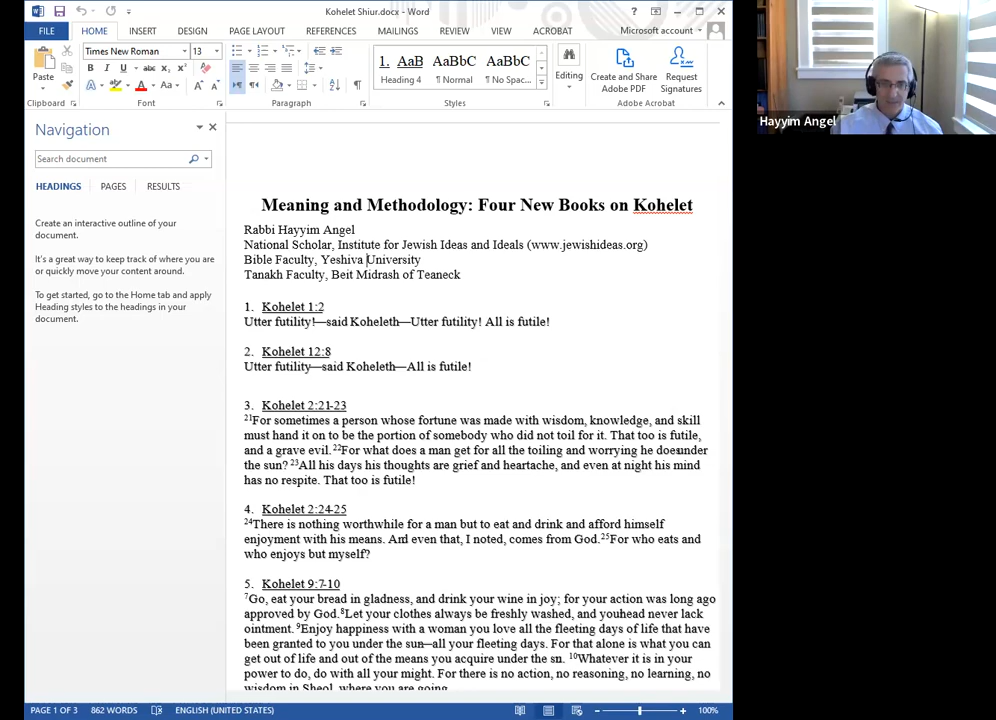 Kohelet Shiur.docx - Word
FILE HOME INSERT DESIGN PAGE LAYOUT REFERENCES MAILINGS REVIEW VIEW ACROBAT Microsoft account
Paste
Times New Roman 13
1. AaB AaBbC AaBbC
Heading 4 ¶ Normal ¶ No Spac...
Editing
Create and Share Adobe PDF
Request Signatures
Clipboard Font Paragraph Styles Adobe Acrobat
Hayyim Angel
Navigation
Search document
HEADINGS PAGES RESULTS
Create an interactive outline of your
document.
It's a great way to keep track of where you are
or quickly move your content around.
To get started, go to the Home tab and apply
Heading styles to the headings in your
document.
Meaning and Methodology: Four New Books on Kohelet
Rabbi Hayyim Angel
National Scholar, Institute for Jewish Ideas and Ideals (www.jewishideas.org)
Bible Faculty, Yeshiva University
Tanakh Faculty, Beit Midrash of Teaneck
1. Kohelet 1:2
Utter futility!—said Koheleth—Utter futility! All is futile!
2. Kohelet 12:8
Utter futility—said Koheleth—All is futile!
3. Kohelet 2:21-23
21For sometimes a person whose fortune was made with wisdom, knowledge, and skill
must hand it on to be the portion of somebody who did not toil for it. That too is futile,
and a grave evil. 22For what does a man get for all the toiling and worrying he does under
the sun? 23All his days his thoughts are grief and heartache, and even at night his mind
has no respite. That too is futile!
4. Kohelet 2:24-25
24There is nothing worthwhile for a man but to eat and drink and afford himself
enjoyment with his means. And even that, I noted, comes from God. 25For who eats and
who enjoys but myself?
5. Kohelet 9:7-10
7Go, eat your bread in gladness, and drink your wine in joy; for your action was long ago
approved by God. 8Let your clothes always be freshly washed, and your head never lack
ointment. 9Enjoy happiness with a woman you love all the fleeting days of life that have
been granted to you under the sun—all your fleeting days. For that alone is what you can
get out of life and out of the means you acquire under the sun. 10Whatever it is in your
power to do, do with all your might. For there is no action, no reasoning, no learning, no
wisdom in Sheol, where you are going.
PAGE 1 OF 3 862 WORDS ENGLISH (UNITED STATES) 100%